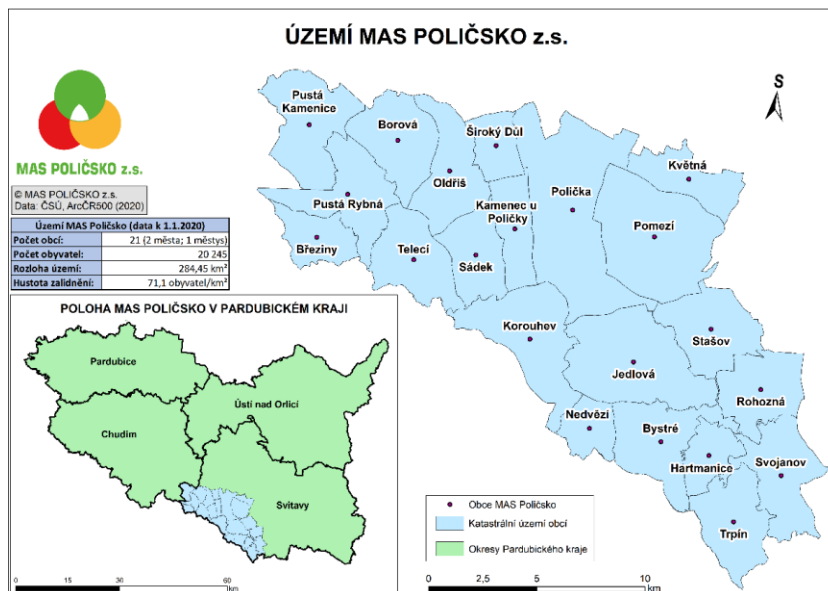 ÚZEMÍ MAS POLIČSKO z.s.
MAS POLIČSKO z.s.
© MAS POLIČSKO z.s.
Data: ČSÚ, ArcČR500 (2020)
Území MAS Poličsko (data k 1.1.2020)
Počet obcí: 21 (2 města; 1 městys)
Počet obyvatel: 20 245
Rozloha území: 284,45 km²
Hustota zalidnění: 71,1 obyvatel/km²
S
Pustá
Kamenice
Borová
Široký Důl
Oldříš
Květná
Polička
Pustá Rybná
Kamenec u
Poličky
Pomezí
Březiny
Telecí
Sádek
Korouhev
Stašov
Jedlová
Rohozná
Nedvězí
Bystré
Hartmanice
Svojanov
Trpín
POLOHA MAS POLIČSKO V PARDUBICKÉM KRAJI
Pardubice
Ústí nad Orlicí
Chudim
Svitavy
0 15 30 60
km
Obce MAS Poličsko
Katastrální území obcí
Okresy Pardubického kraje
0 2,5 5 10
km